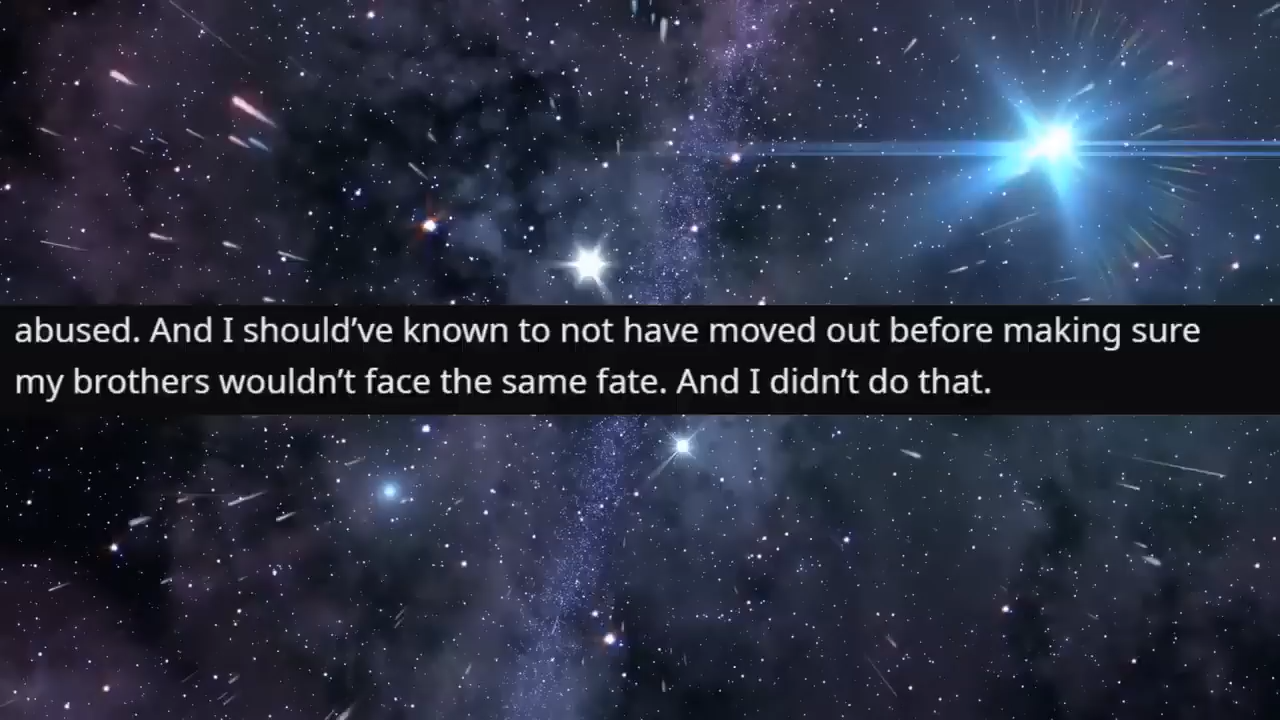 abused. And I should’ve known to not have moved out before making sure
my brothers wouldn’t face the same fate. And I didn’t do that.